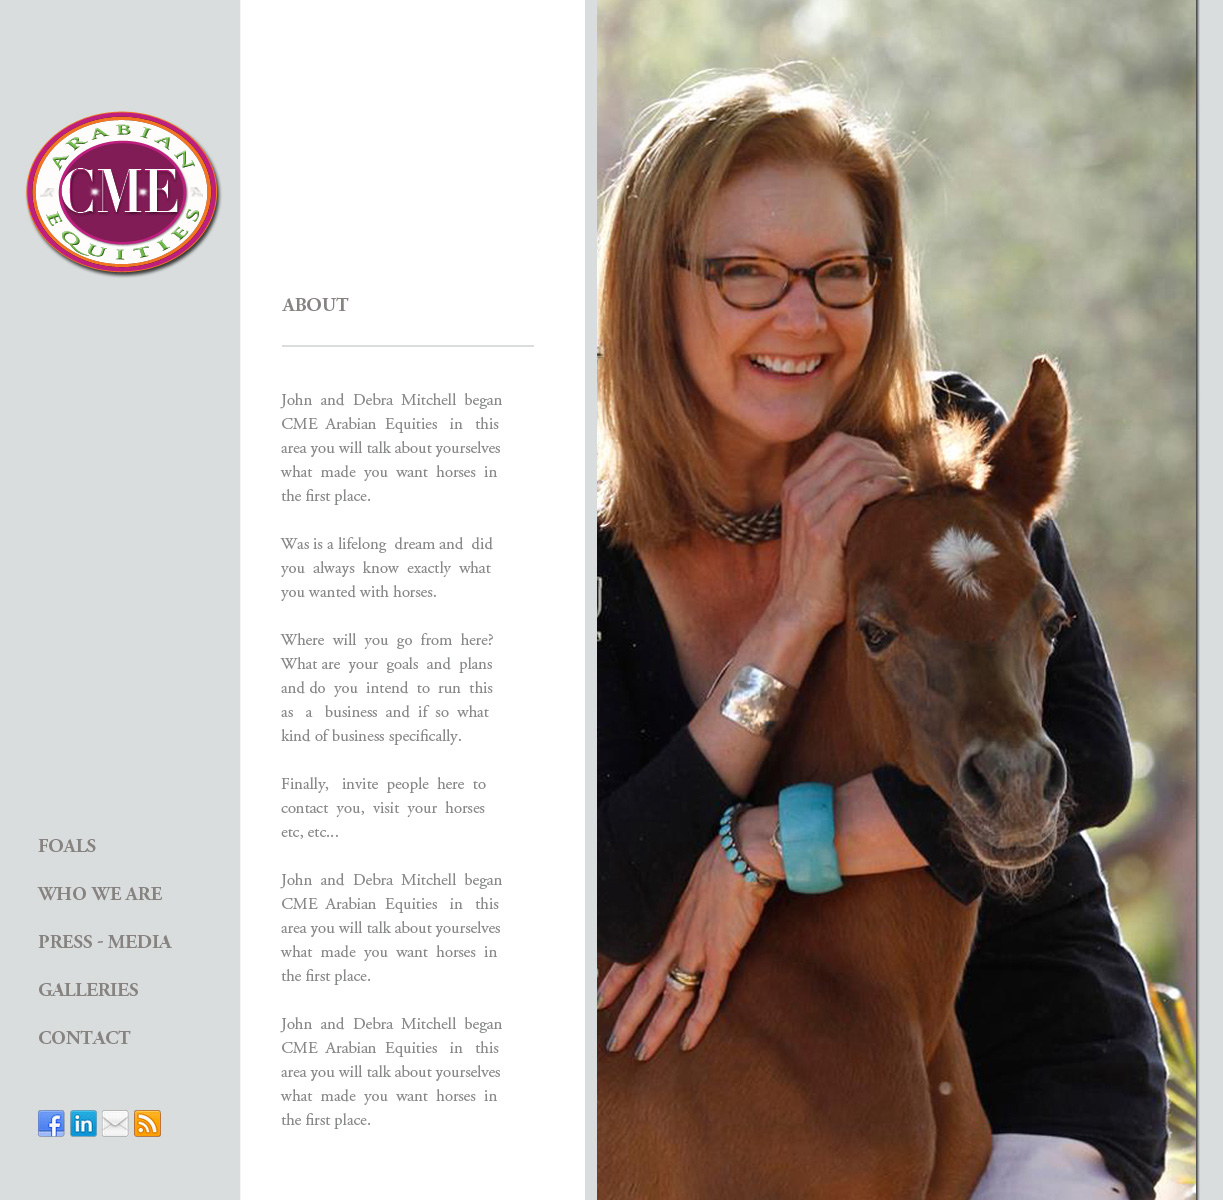 ARABIAN
C·M·E
EQUITIES
ABOUT
John and Debra Mitchell began
CME Arabian Equities in this
area you will talk about yourselves
what made you want horses in
the first place.
Was is a lifelong dream and did
you always know exactly what
you wanted with horses.
Where will you go from here?
What are your goals and plans
and do you intend to run this
as a business and if so what
kind of business specifically.
Finally, invite people here to
contact you, visit your horses
etc, etc...
John and Debra Mitchell began
CME Arabian Equities in this
area you will talk about yourselves
what made you want horses in
the first place.
John and Debra Mitchell began
CME Arabian Equities in this
area you will talk about yourselves
what made you want horses in
the first place.
FOALS
WHO WE ARE
PRESS - MEDIA
GALLERIES
CONTACT
f
in